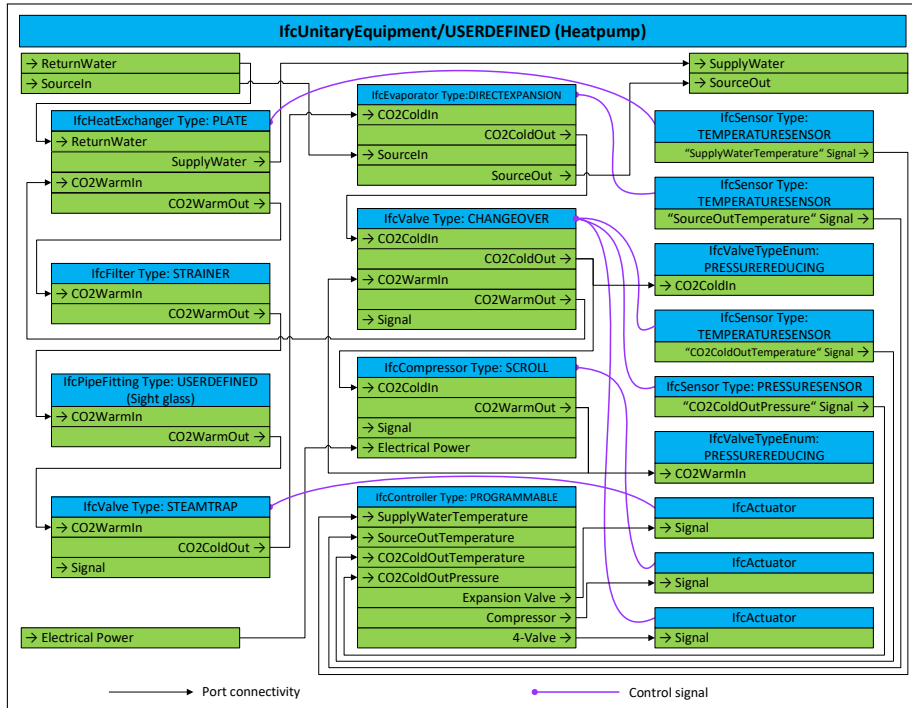 IfcUnitaryEquipment/USERDEFINED (Heatpump)
→ ReturnWater
→ SourceIn
→ SupplyWater
→ SourceOut
IfcHeatExchanger Type: PLATE
→ ReturnWater
SupplyWater →
→ CO2WarmIn
CO2WarmOut →
IfcFilter Type: STRAINER
→ CO2WarmIn
CO2WarmOut →
IfcPipeFitting Type: USERDEFINED
(Sight glass)
→ CO2WarmIn
CO2WarmOut →
IfcValve Type: STEAMTRAP
→ CO2WarmIn
CO2ColdOut →
→ Signal
→ Electrical Power
IfcEvaporator Type:DIRECTEXPANSION
→ CO2ColdIn
CO2ColdOut →
→ SourceIn
SourceOut →
IfcValve Type: CHANGEOVER
→ CO2ColdIn
CO2ColdOut →
→ CO2WarmIn
CO2WarmOut →
→ Signal
IfcCompressor Type: SCROLL
→ CO2ColdIn
CO2WarmOut →
→ Signal
→ Electrical Power
IfcController Type: PROGRAMMABLE
→ SupplyWaterTemperature
→ SourceOutTemperature
→ CO2ColdOutTemperature
→ CO2ColdOutPressure
Expansion Valve →
Compressor →
4-Valve →
IfcSensor Type:
TEMPERATURESENSOR
“SupplyWaterTemperature“ Signal →
IfcSensor Type:
TEMPERATURESENSOR
“SourceOutTemperature“ Signal →
IfcValveTypeEnum:
PRESSUREREDUCING
→ CO2ColdIn
IfcSensor Type:
TEMPERATURESENSOR
“CO2ColdOutTemperature“ Signal →
IfcSensor Type: PRESSURESENSOR
“CO2ColdOutPressure“ Signal →
IfcValveTypeEnum:
PRESSUREREDUCING
→ CO2WarmIn
IfcActuator
→ Signal
IfcActuator
→ Signal
IfcActuator
→ Signal
Port connectivity
Control signal